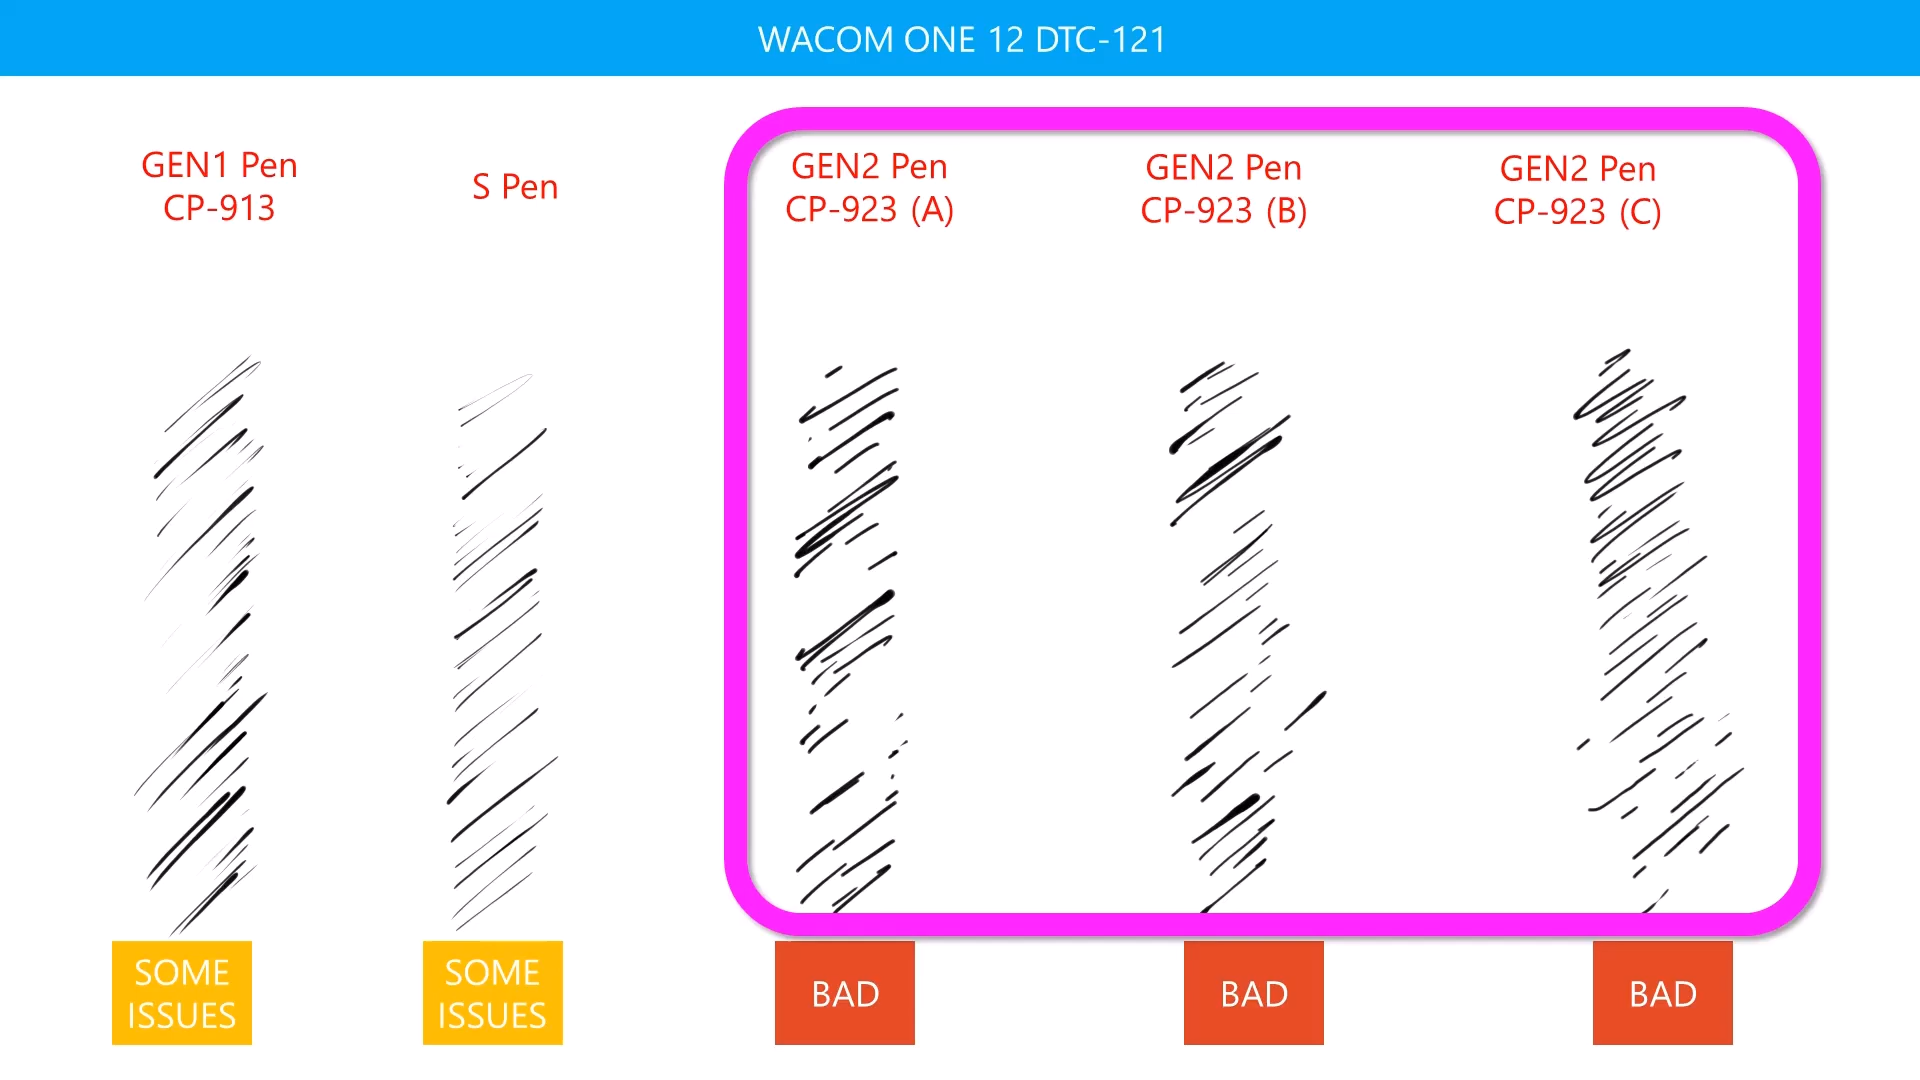 WACOM ONE 12 DTC-121
GEN1 Pen
CP-913
S Pen
GEN2 Pen
CP-923 (A)
GEN2 Pen
CP-923 (B)
GEN2 Pen
CP-923 (C)
SOME
ISSUES
SOME
ISSUES
BAD
BAD
BAD